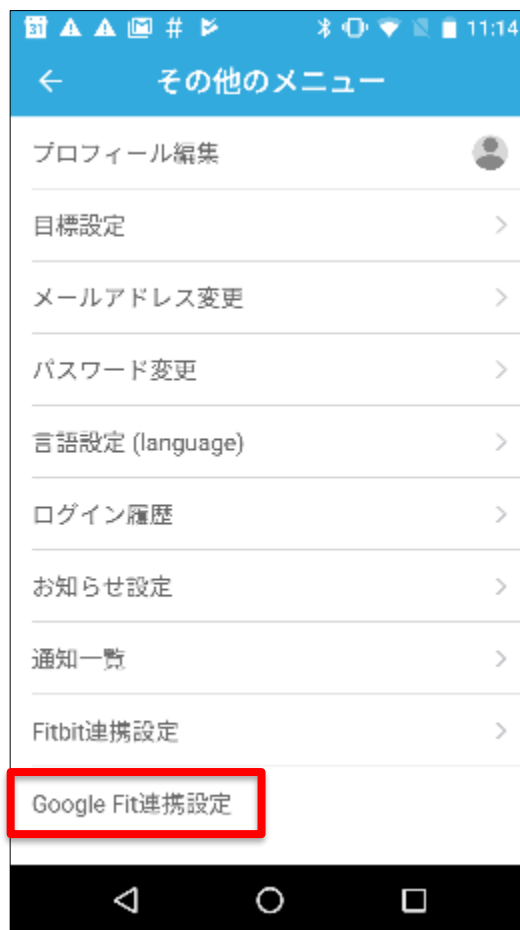 31 # 11:14
その他のメニュー
プロフィール編集
目標設定
メールアドレス変更
パスワード変更
言語設定 (language)
ログイン履歴
お知らせ設定
通知一覧
Fitbit連携設定
Google Fit連携設定